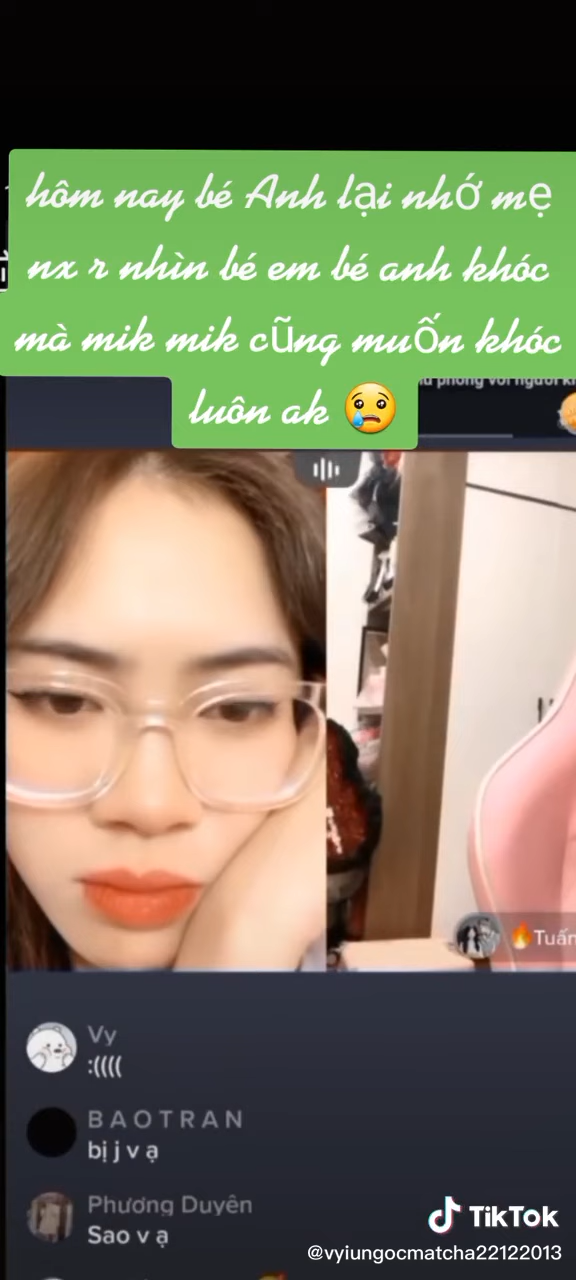 hôm nay bé Anh lại nhớ mẹ
nx r nhìn bé em bé anh khóc
mà mik mik cũng muốn khóc
luôn ak 😢
🔥Tuấn
Vy
:((((
B A O T R A N
bị j v ạ
Phương Duyên
Sao v ạ
TikTok
@vyiungocmatcha22122013